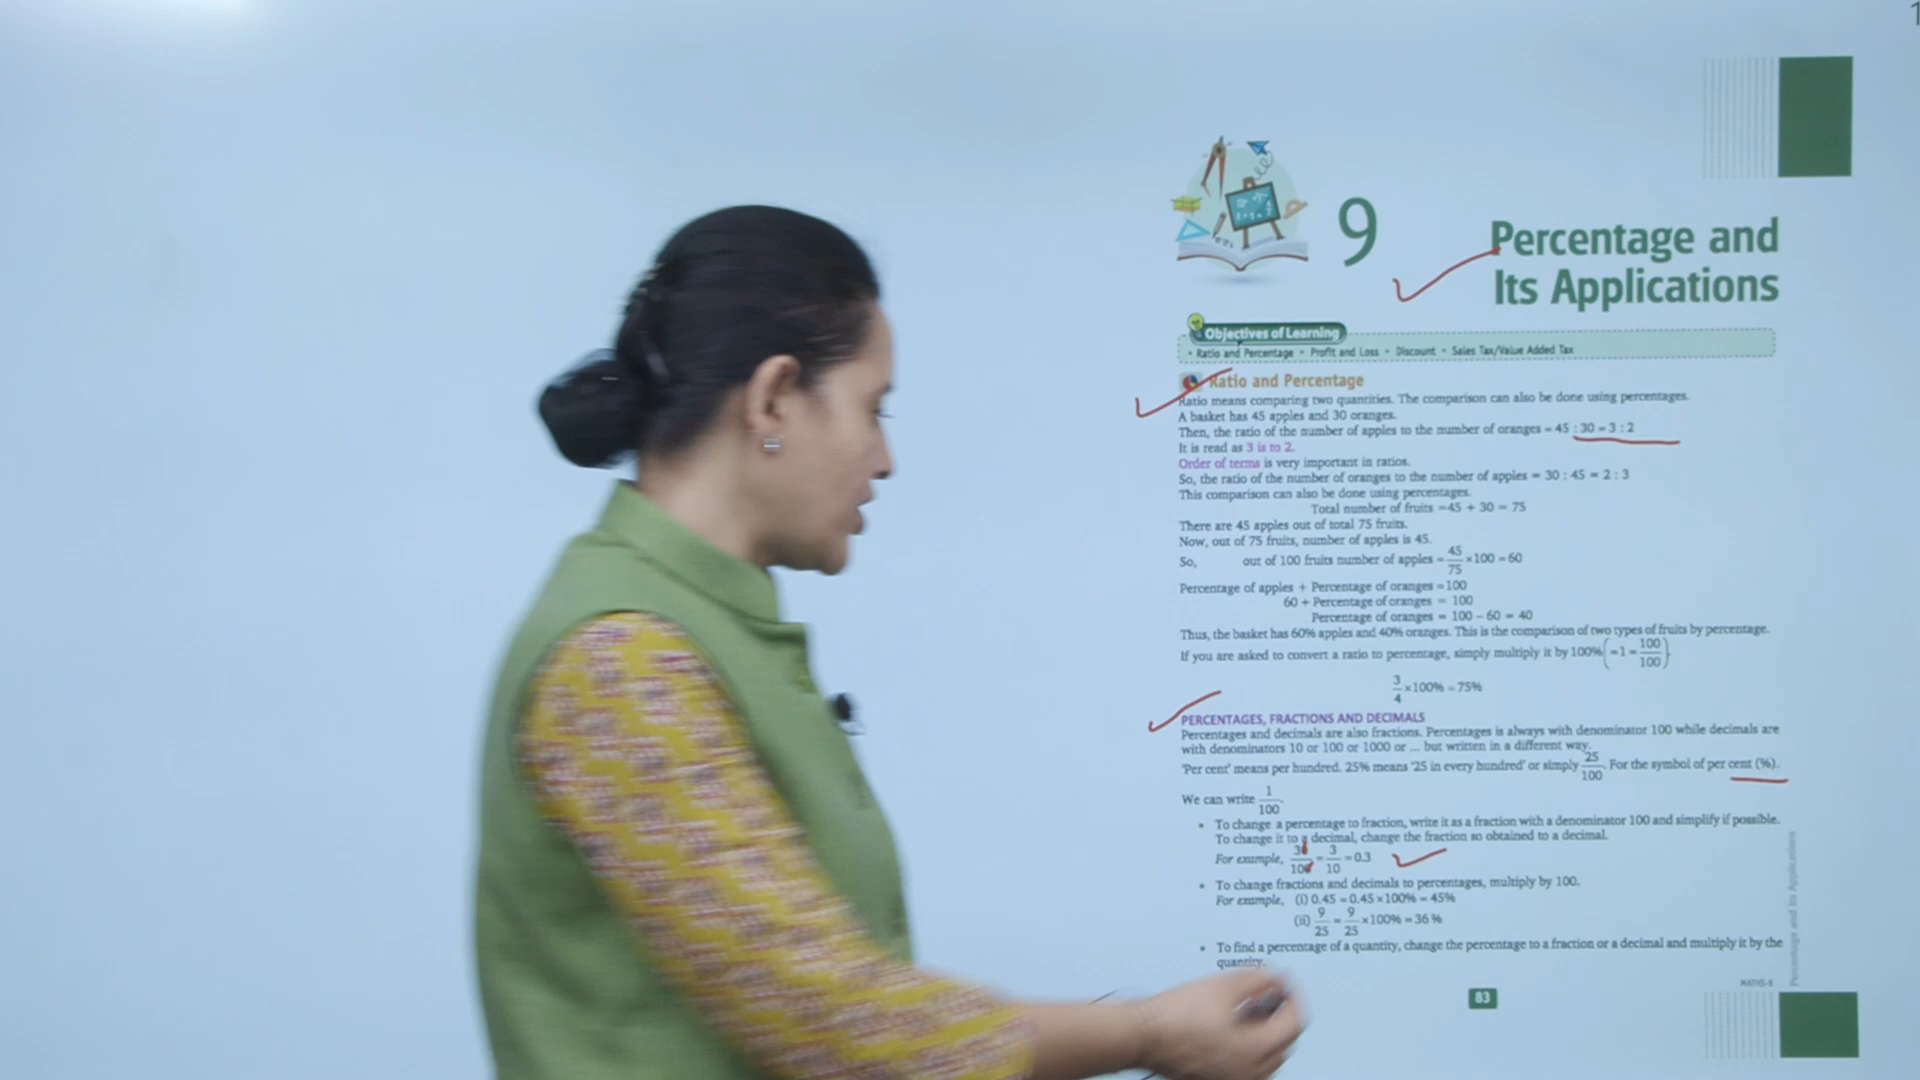 1
9
Percentage and
Its Applications
Objectives of Learning
• Ratio and Percentage • Profit and Loss • Discount • Sales Tax/Value Added Tax
Ratio and Percentage
Ratio means comparing two quantities. The comparison can also be done using percentages.
A basket has 45 apples and 30 oranges.
Then, the ratio of the number of apples to the number of oranges = 45 : 30 = 3 : 2
It is read as 3 is to 2.
Order of terms is very important in ratios.
So, the ratio of the number of oranges to the number of apples = 30 : 45 = 2 : 3
This comparison can also be done using percentages.
Total number of fruits =45 + 30 = 75
There are 45 apples out of total 75 fruits.
Now, out of 75 fruits, number of apples is 45.
So, out of 100 fruits number of apples = 45/75 ×100 = 60
Percentage of apples + Percentage of oranges =100
60 + Percentage of oranges = 100
Percentage of oranges = 100 – 60 = 40
Thus, the basket has 60% apples and 40% oranges. This is the comparison of two types of fruits by percentage.
If you are asked to convert a ratio to percentage, simply multiply it by 100% (=1= 100/100)
3/4 ×100% =75%
PERCENTAGES, FRACTIONS AND DECIMALS
Percentages and decimals are also fractions. Percentages is always with denominator 100 while decimals are
with denominators 10 or 100 or 1000 or ... but written in a different way.
'Per cent' means per hundred. 25% means '25 in every hundred' or simply 25/100. For the symbol of per cent (%).
We can write 1/100.
• To change a percentage to fraction, write it as a fraction with a denominator 100 and simplify if possible.
To change it to a decimal, change the fraction so obtained to a decimal.
For example, 30/100 = 3/10 =0.3
• To change fractions and decimals to percentages, multiply by 100.
For example, (i) 0.45 =0.45×100% =45%
(ii) 9/25 = 9/25 ×100% =36%
• To find a percentage of a quantity, change the percentage to a fraction or a decimal and multiply it by the
quantity.
Percentage and Its Applications
MATHS-8
83